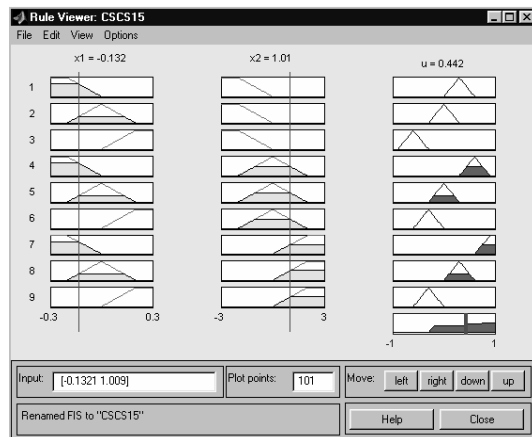 Rule Viewer: CSCS15
File Edit View Options
x1 = -0.132 x2 = 1.01 u = 0.442
1
2
3
4
5
6
7
8
9
-0.3 0.3 -3 3
-1 1
Input: [-0.1321 1.009] Plot points: 101 Move: left right down up
Renamed FIS to "CSCS15" Help Close